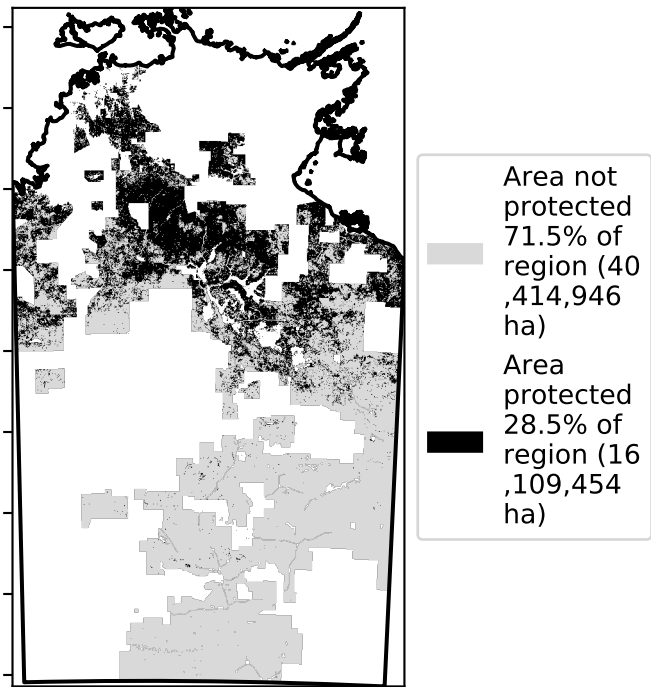 Area not
protected
71.5% of
region (40
,414,946
ha)
Area
protected
28.5% of
region (16
,109,454
ha)